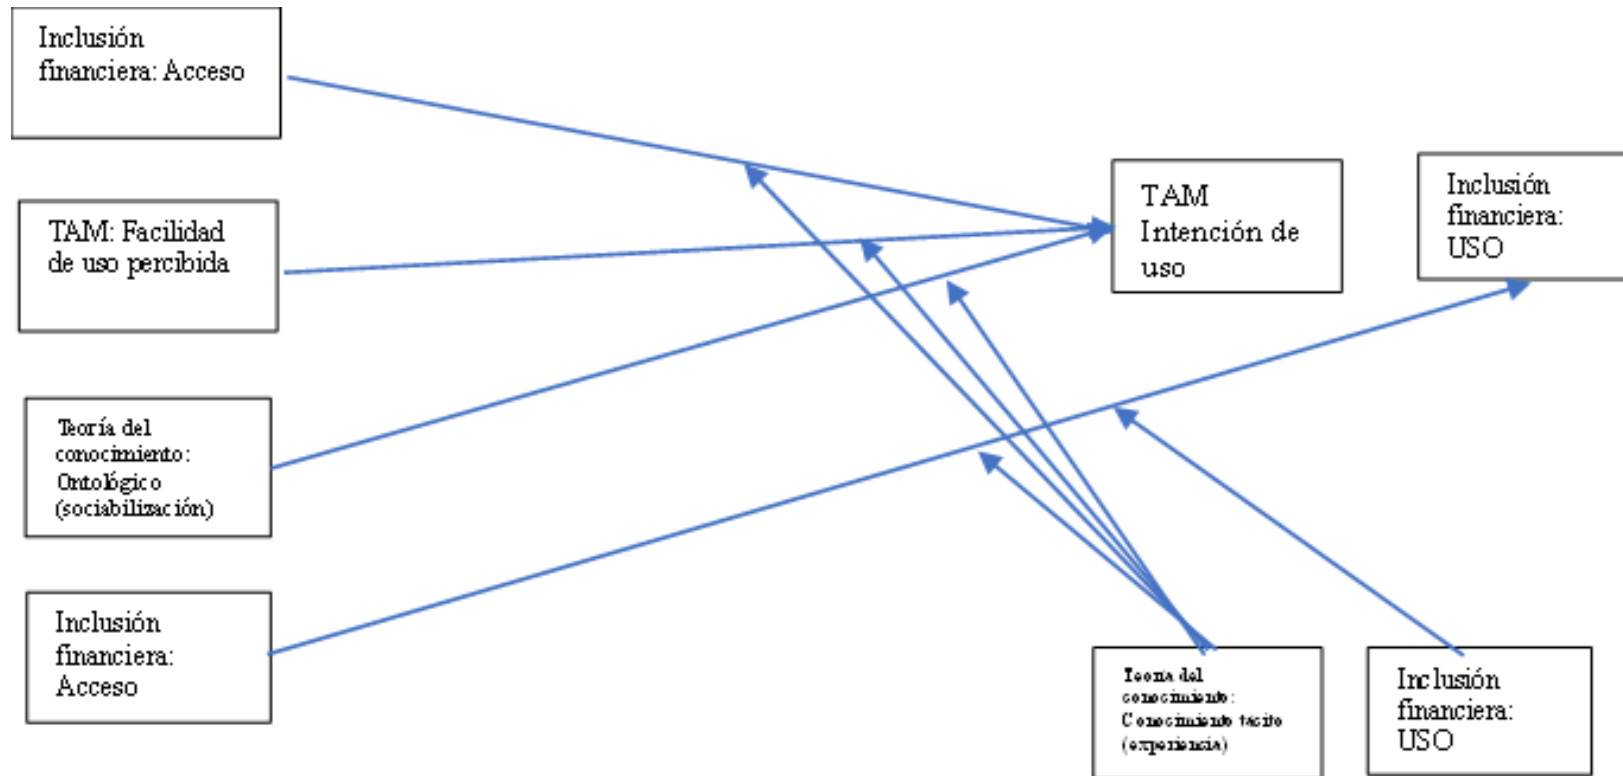 Inclusión
financiera: Acceso
TAM: Facilidad
de uso percibida
Teoría del
conocimiento:
Ontológico
(sociabilización)
Inclusión
financiera:
Acceso
TAM
Intención de
uso
Inclusión
financiera:
USO
Teoría del
conocimiento:
Conocimiento tácito
(experiencia)
Inclusión
financiera:
USO